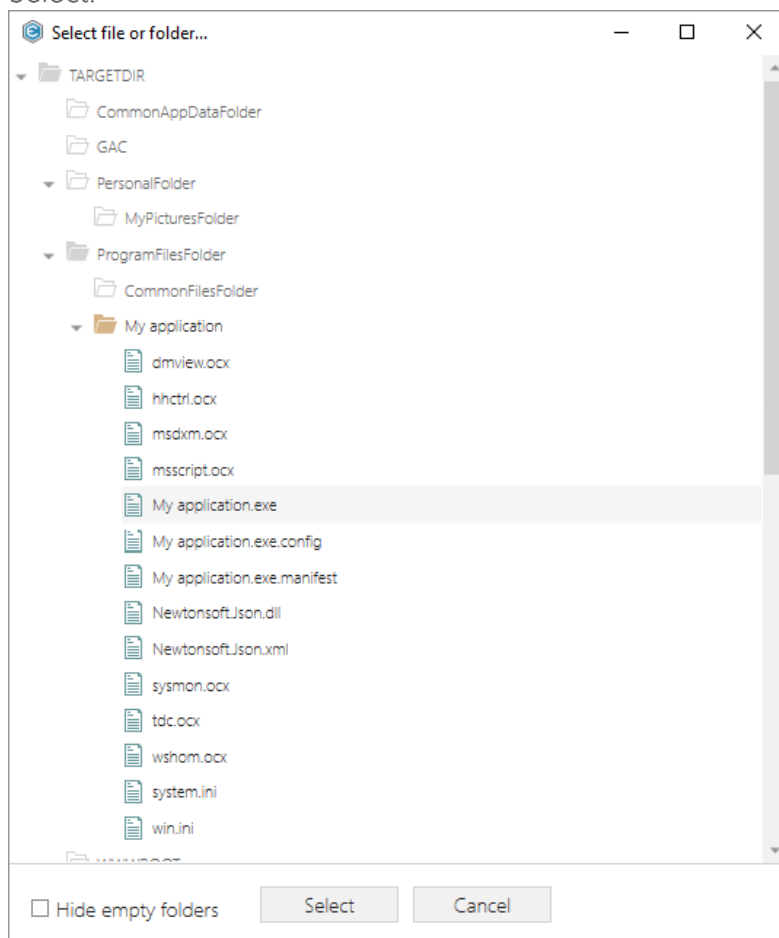 Select file or folder...
TARGETDIR
CommonAppDataFolder
GAC
PersonalFolder
MyPicturesFolder
ProgramFilesFolder
CommonFilesFolder
My application
dmview.ocx
hhctrl.ocx
msdxm.ocx
msscript.ocx
My application.exe
My application.exe.config
My application.exe.manifest
Newtonsoft.Json.dll
Newtonsoft.Json.xml
sysmon.ocx
tdc.ocx
wshom.ocx
system.ini
win.ini
Hide empty folders
Select
Cancel